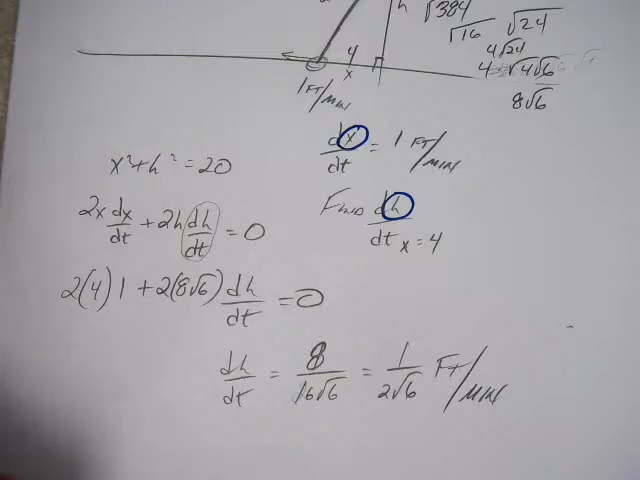 h
√384
√16 √24
4√24
4 √4√6
8√6
4
x
1 FT/MIN
dx/dt = 1 FT/MIN
x² + h² = 20
FIND dh/dt x = 4
2x dx/dt + 2h dh/dt = 0
2(4) 1 + 2(8√6) dh/dt = 0
dh/dt = 8/16√6 = 1/2√6 FT/MIN